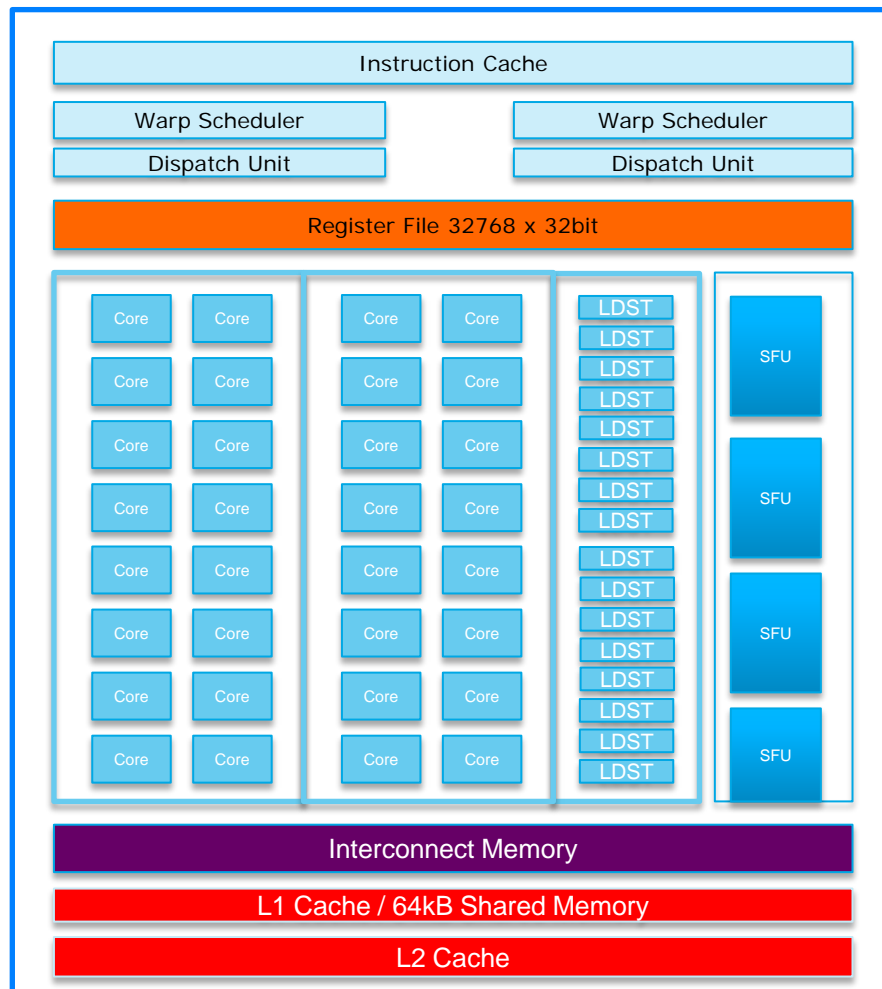 Instruction Cache
Warp Scheduler Warp Scheduler
Dispatch Unit Dispatch Unit
Register File 32768 x 32bit
Core Core Core Core LDST
LDST
Core Core Core Core LDST
LDST
Core Core Core Core LDST
LDST
Core Core Core Core LDST
LDST
Core Core Core Core LDST
LDST
Core Core Core Core LDST
LDST
Core Core Core Core LDST
LDST
Core Core Core Core LDST
LDST
SFU
SFU
SFU
SFU
Interconnect Memory
L1 Cache / 64kB Shared Memory
L2 Cache